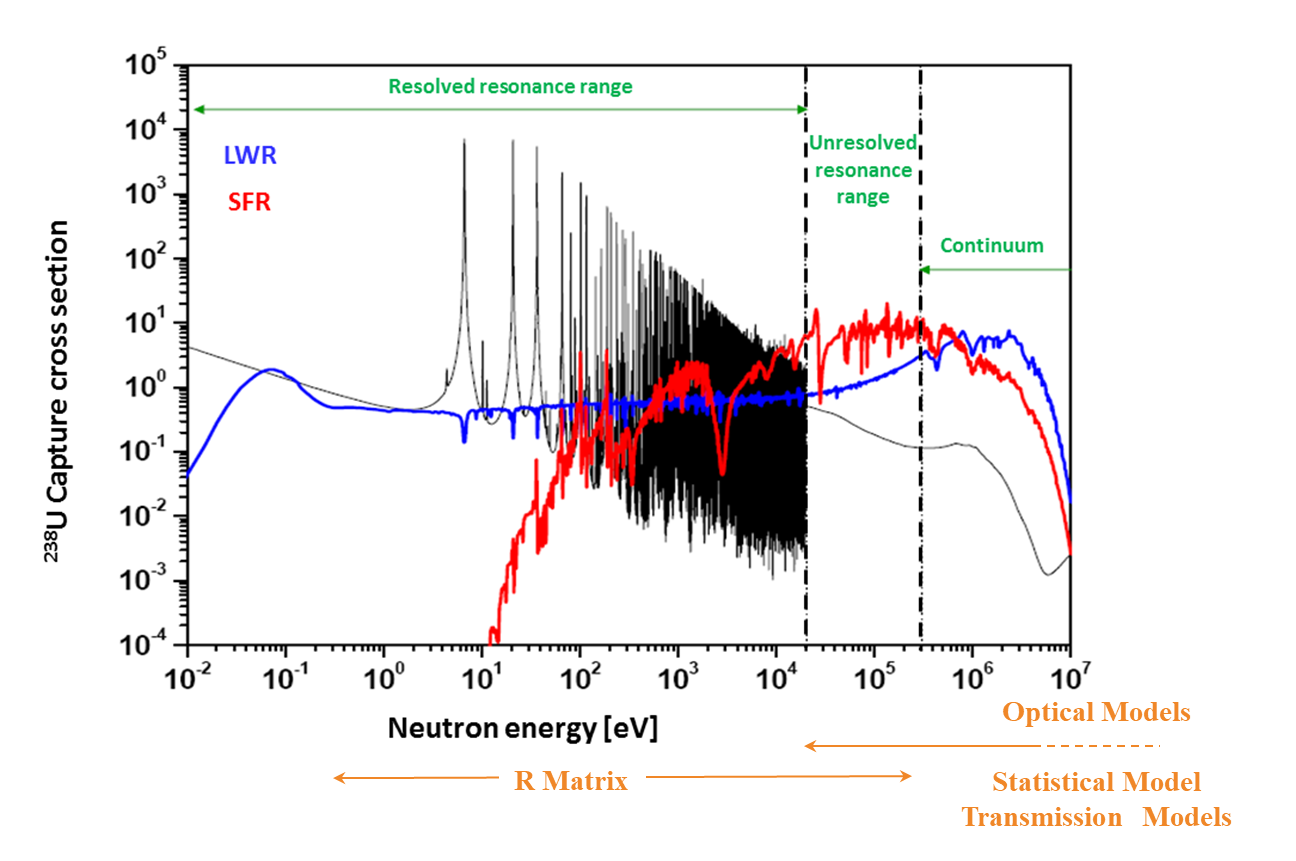 10⁵
10⁴
10³
10²
10¹
10⁰
10⁻¹
10⁻²
10⁻³
10⁻⁴
²³⁸U Capture cross section
Resolved resonance range
LWR
SFR
Unresolved
resonance
range
Continuum
10⁻² 10⁻¹ 10⁰ 10¹ 10² 10³ 10⁴ 10⁵ 10⁶ 10⁷
Neutron energy [eV]
Optical Models
R Matrix
Statistical Model
Transmission Models